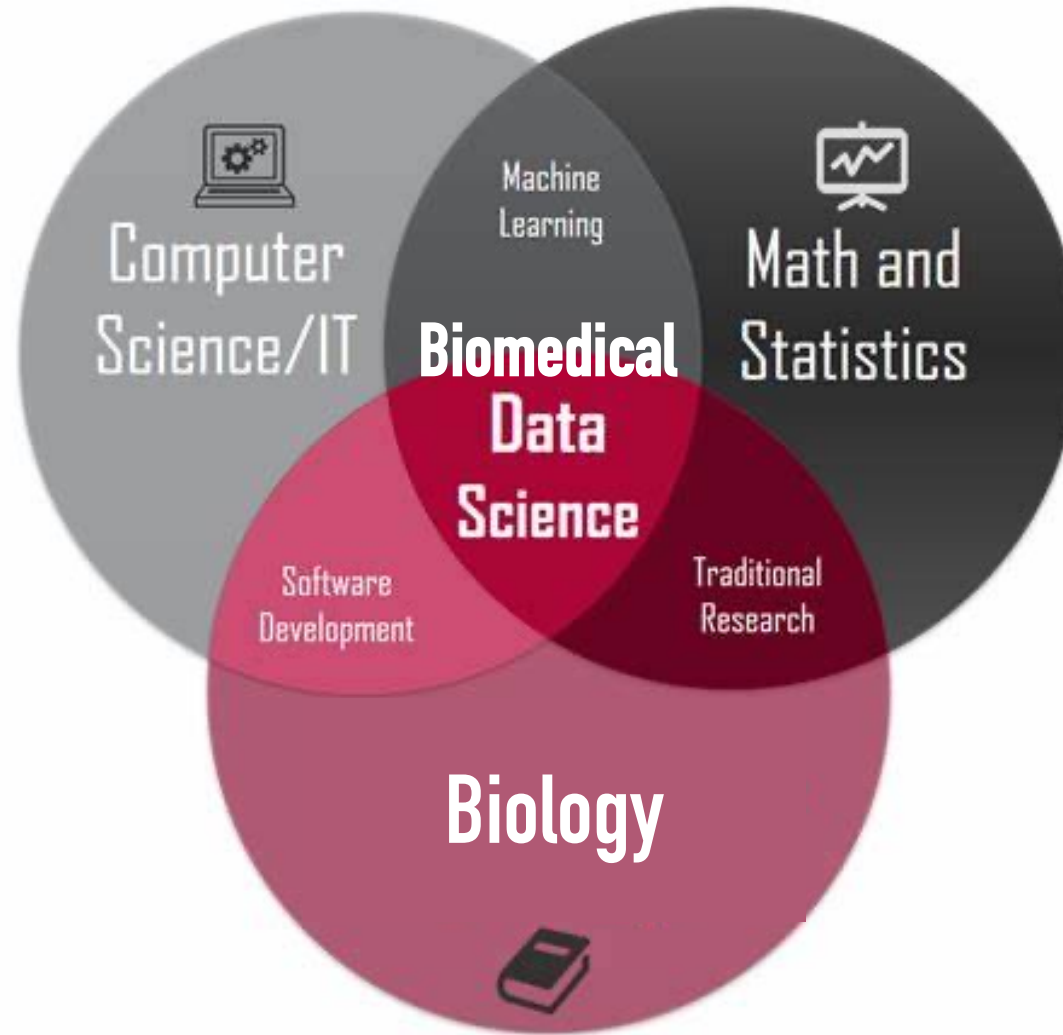 Machine
Learning
Computer
Science/IT
Math and
Statistics
Biomedical
Data
Science
Software
Development
Traditional
Research
Biology